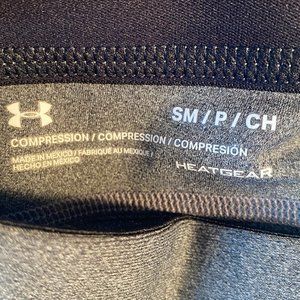 SM / P / CH
COMPRESSION / COMPRESSION / COMPRESIÓN
MADE IN MEXICO / FABRIQUÉ AU MEXIQUE /
HECHO EN MÉXICO
HEATGEAR